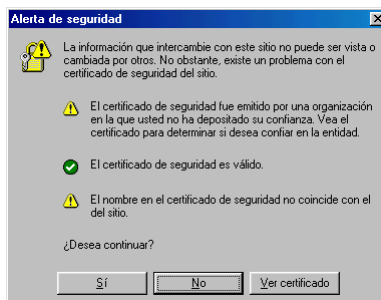 Alerta de seguridad
La información que intercambie con este sitio no puede ser vista o
cambiada por otros. No obstante, existe un problema con el
certificado de seguridad del sitio.
El certificado de seguridad fue emitido por una organización
en la que usted no ha depositado su confianza. Vea el
certificado para determinar si desea confiar en la entidad.
El certificado de seguridad es válido.
El nombre en el certificado de seguridad no coincide con el
del sitio.
¿Desea continuar?
Sí No Ver certificado